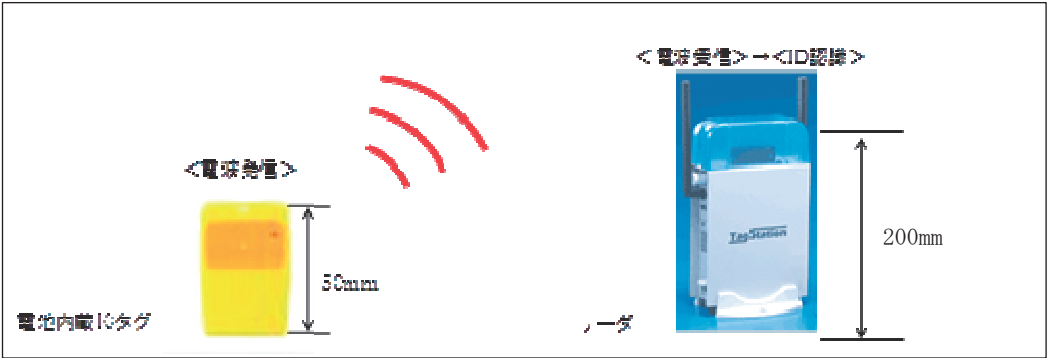 <電波受信>→<ID認識>
<電波発信>
TagStation
200mm
50mm
電池内蔵ICタグ
ーダ